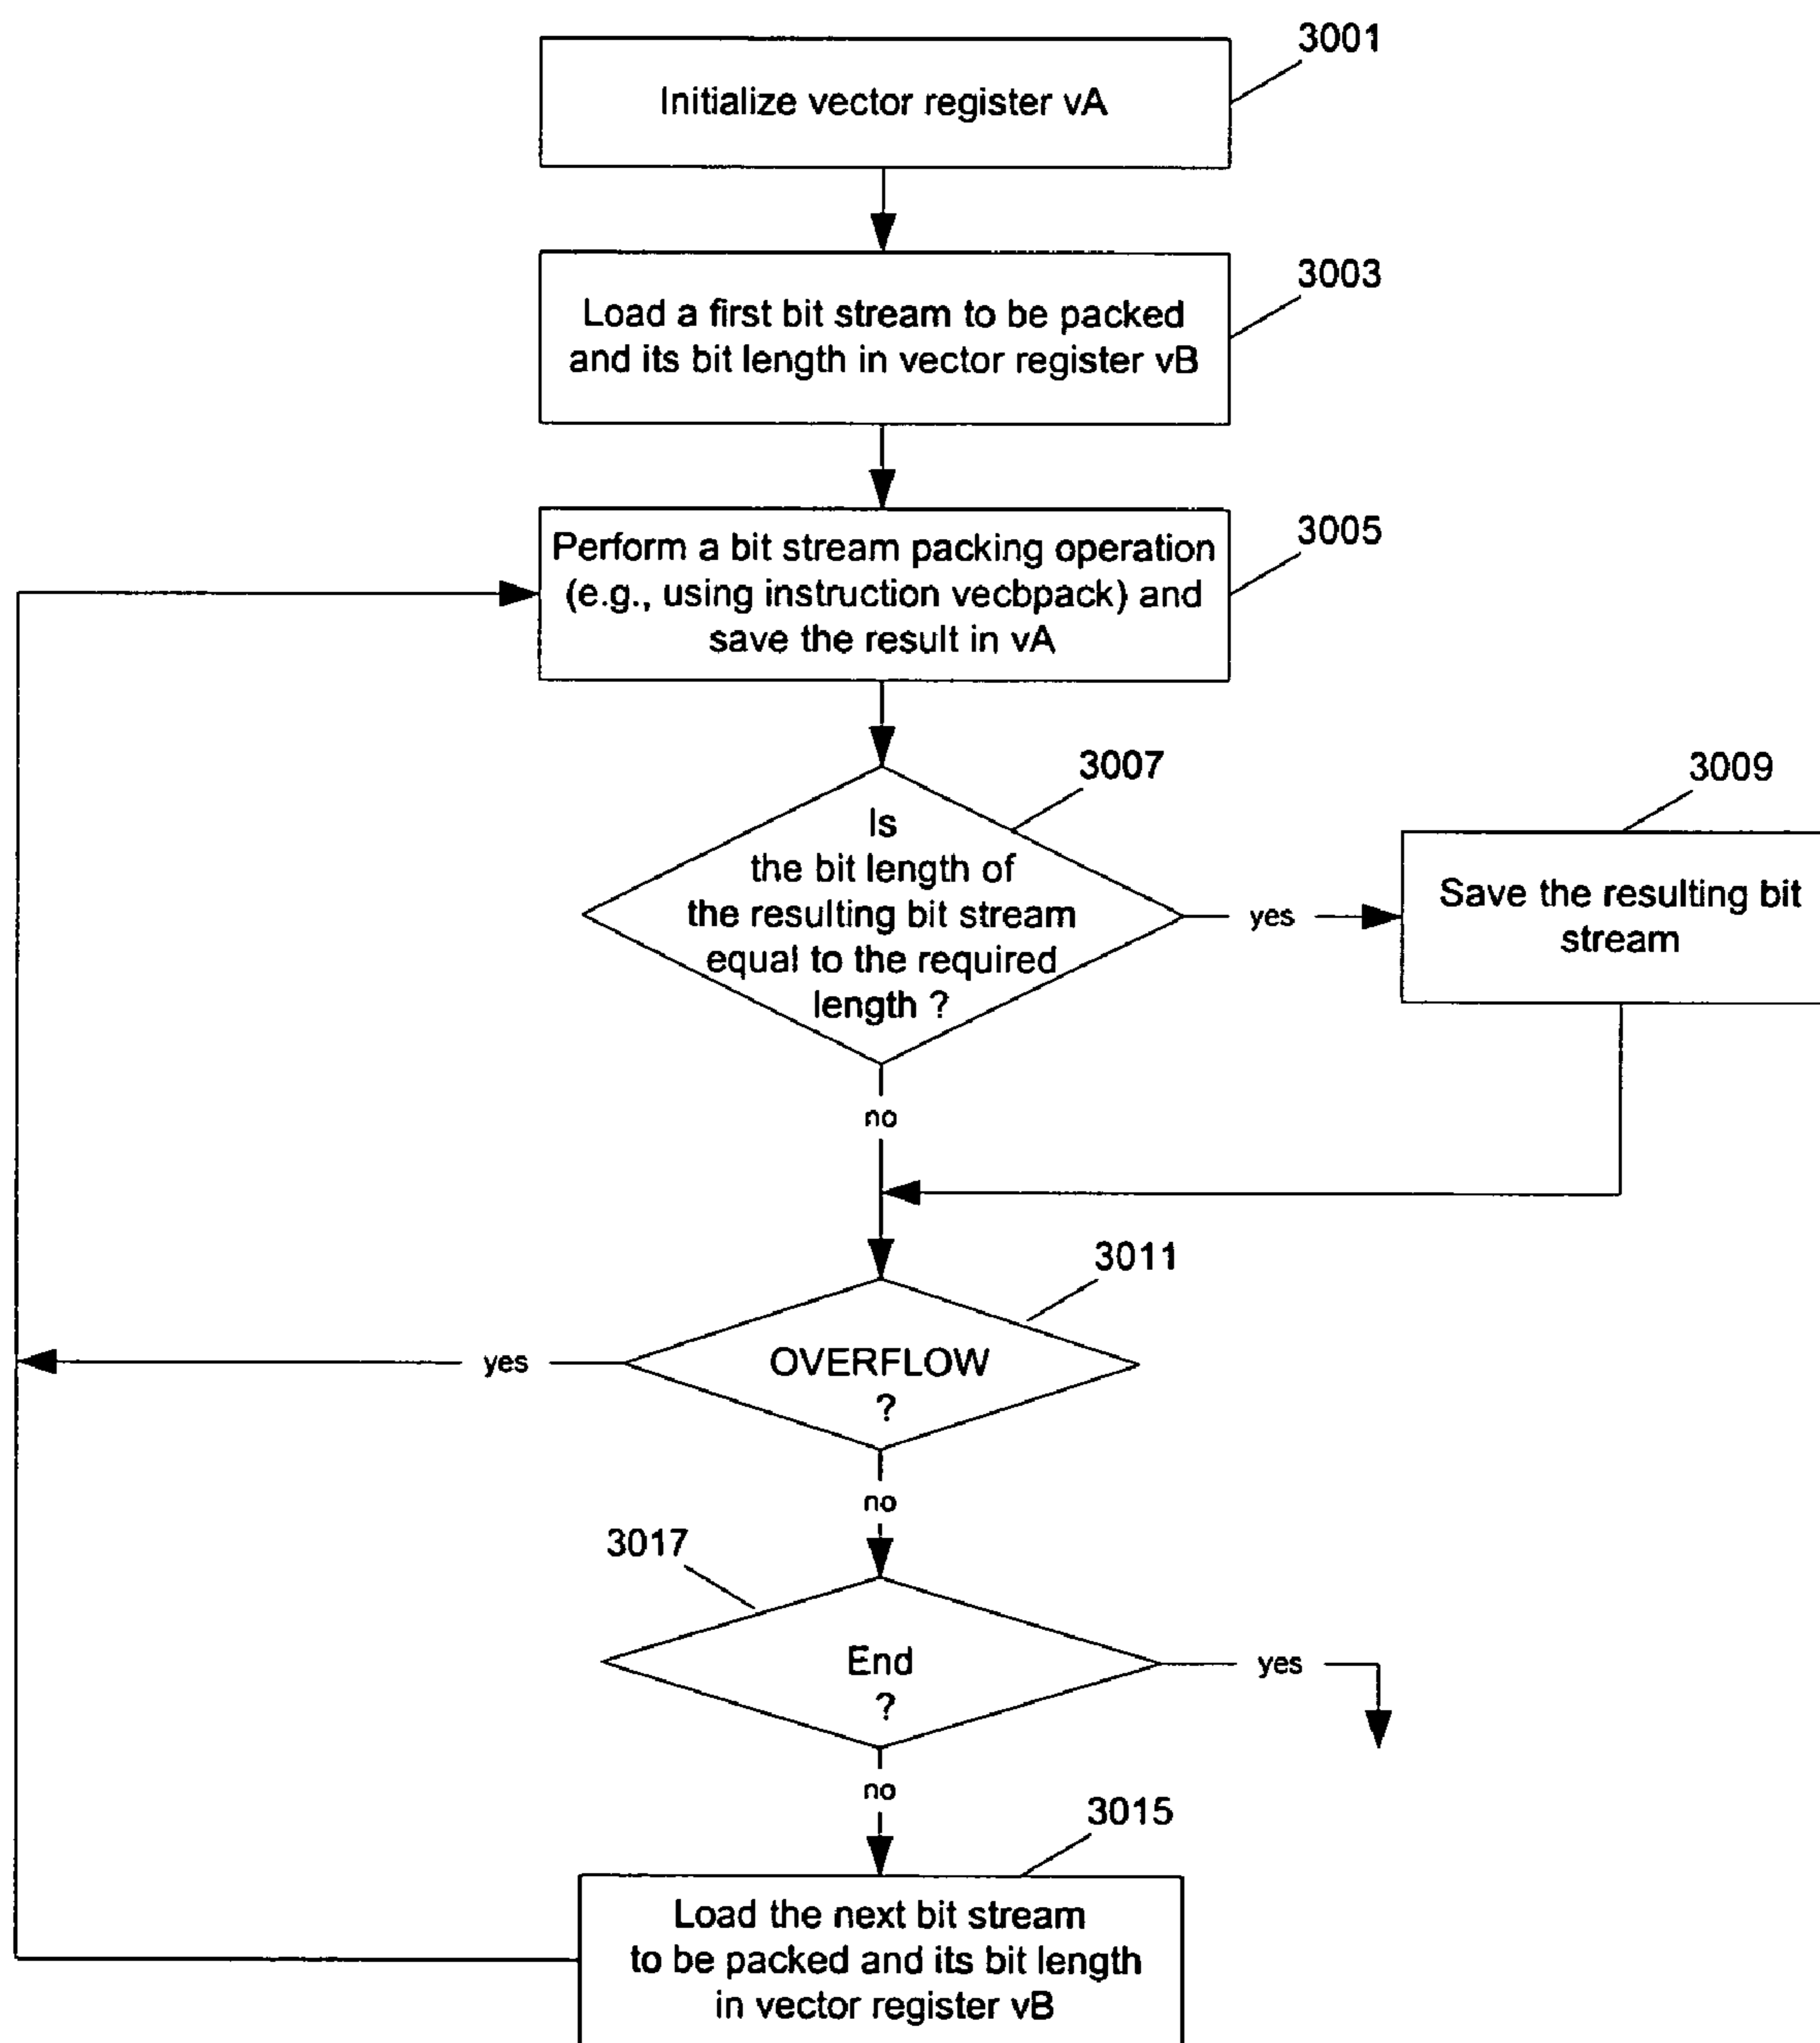 3001
Initialize vector register vA
3003
Load a first bit stream to be packed
and its bit length in vector register vB
3005
Perform a bit stream packing operation
(e.g., using instruction vecbpack) and
save the result in vA
3007
Is
the bit length of
the resulting bit stream
equal to the required
length ?
yes
3009
Save the resulting bit
stream
no
3011
OVERFLOW
?
yes
no
3017
End
?
yes
no
3015
Load the next bit stream
to be packed and its bit length
in vector register vB